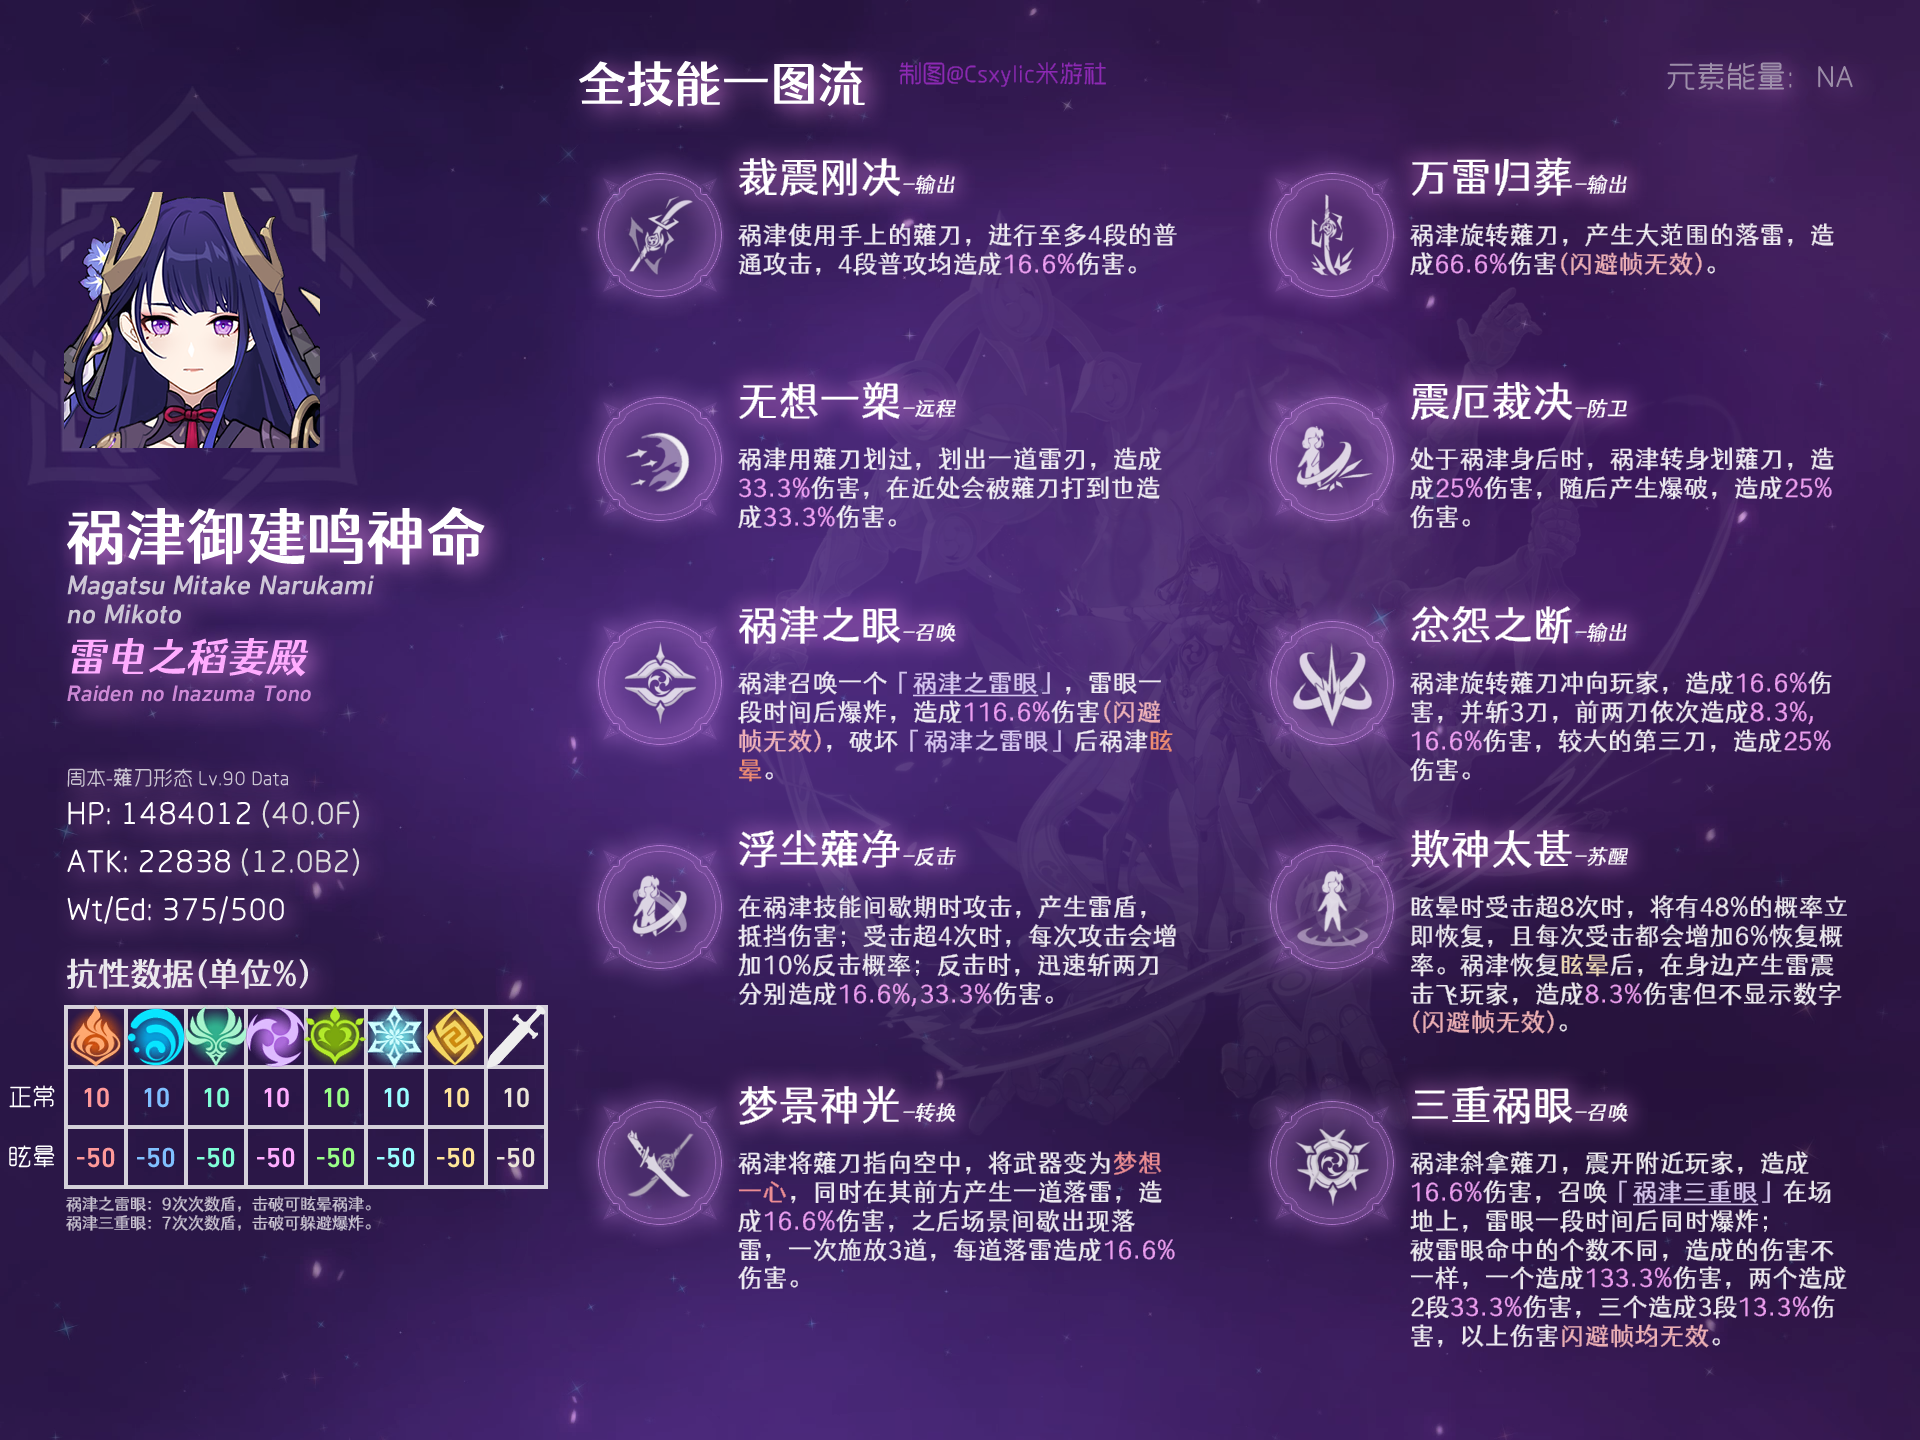 全技能一图流
制图@Csxylic米游社
元素能量: NA
祸津御建鸣神命
Magatsu Mitake Narukami
no Mikoto
雷电之稻妻殿
Raiden no Inazuma Tono
周本-薙刀形态 Lv.90 Data
HP: 1484012 (40.0F)
ATK: 22838 (12.0B2)
Wt/Ed: 375/500
抗性数据(单位%)
正常 10 10 10 10 10 10 10 10
眩晕 -50 -50 -50 -50 -50 -50 -50 -50
祸津之雷眼：9次次数盾，击破可眩晕祸津。
祸津三重眼：7次次数盾，击破可躲避爆炸。
裁震刚决-输出
祸津使用手上的薙刀，进行至多4段的普
通攻击，4段普攻均造成16.6%伤害。
万雷归葬-输出
祸津旋转薙刀，产生大范围的落雷，造
成66.6%伤害(闪避帧无效)。
无想一槊-远程
祸津用薙刀划过，划出一道雷刃，造成
33.3%伤害，在近处会被薙刀打到也造
成33.3%伤害。
震厄裁决-防卫
处于祸津身后时，祸津转身划薙刀，造
成25%伤害，随后产生爆破，造成25%
伤害。
祸津之眼-召唤
祸津召唤一个「祸津之雷眼」，雷眼一
段时间后爆炸，造成116.6%伤害(闪避
帧无效)，破坏「祸津之雷眼」后祸津眩
晕。
忿怨之断-输出
祸津旋转薙刀冲向玩家，造成16.6%伤
害，并斩3刀，前两刀依次造成8.3%,
16.6%伤害，较大的第三刀，造成25%
伤害。
浮尘薙净-反击
在祸津技能间歇期时攻击，产生雷盾，
抵挡伤害；受击超4次时，每次攻击会增
加10%反击概率；反击时，迅速斩两刀
分别造成16.6%,33.3%伤害。
欺神太甚-苏醒
眩晕时受击超8次时，将有48%的概率立
即恢复，且每次受击都会增加6%恢复概
率。祸津恢复眩晕后，在身边产生雷震
击飞玩家，造成8.3%伤害但不显示数字
(闪避帧无效)。
梦景神光-转换
祸津将薙刀指向空中，将武器变为梦想
一心，同时在其前方产生一道落雷，造
成16.6%伤害，之后场景间歇出现落
雷，一次施放3道，每道落雷造成16.6%
伤害。
三重祸眼-召唤
祸津斜拿薙刀，震开附近玩家，造成
16.6%伤害，召唤「祸津三重眼」在场
地上，雷眼一段时间后同时爆炸；
被雷眼命中的个数不同，造成的伤害不
一样，一个造成133.3%伤害，两个造成
2段33.3%伤害，三个造成3段13.3%伤
害，以上伤害闪避帧均无效。